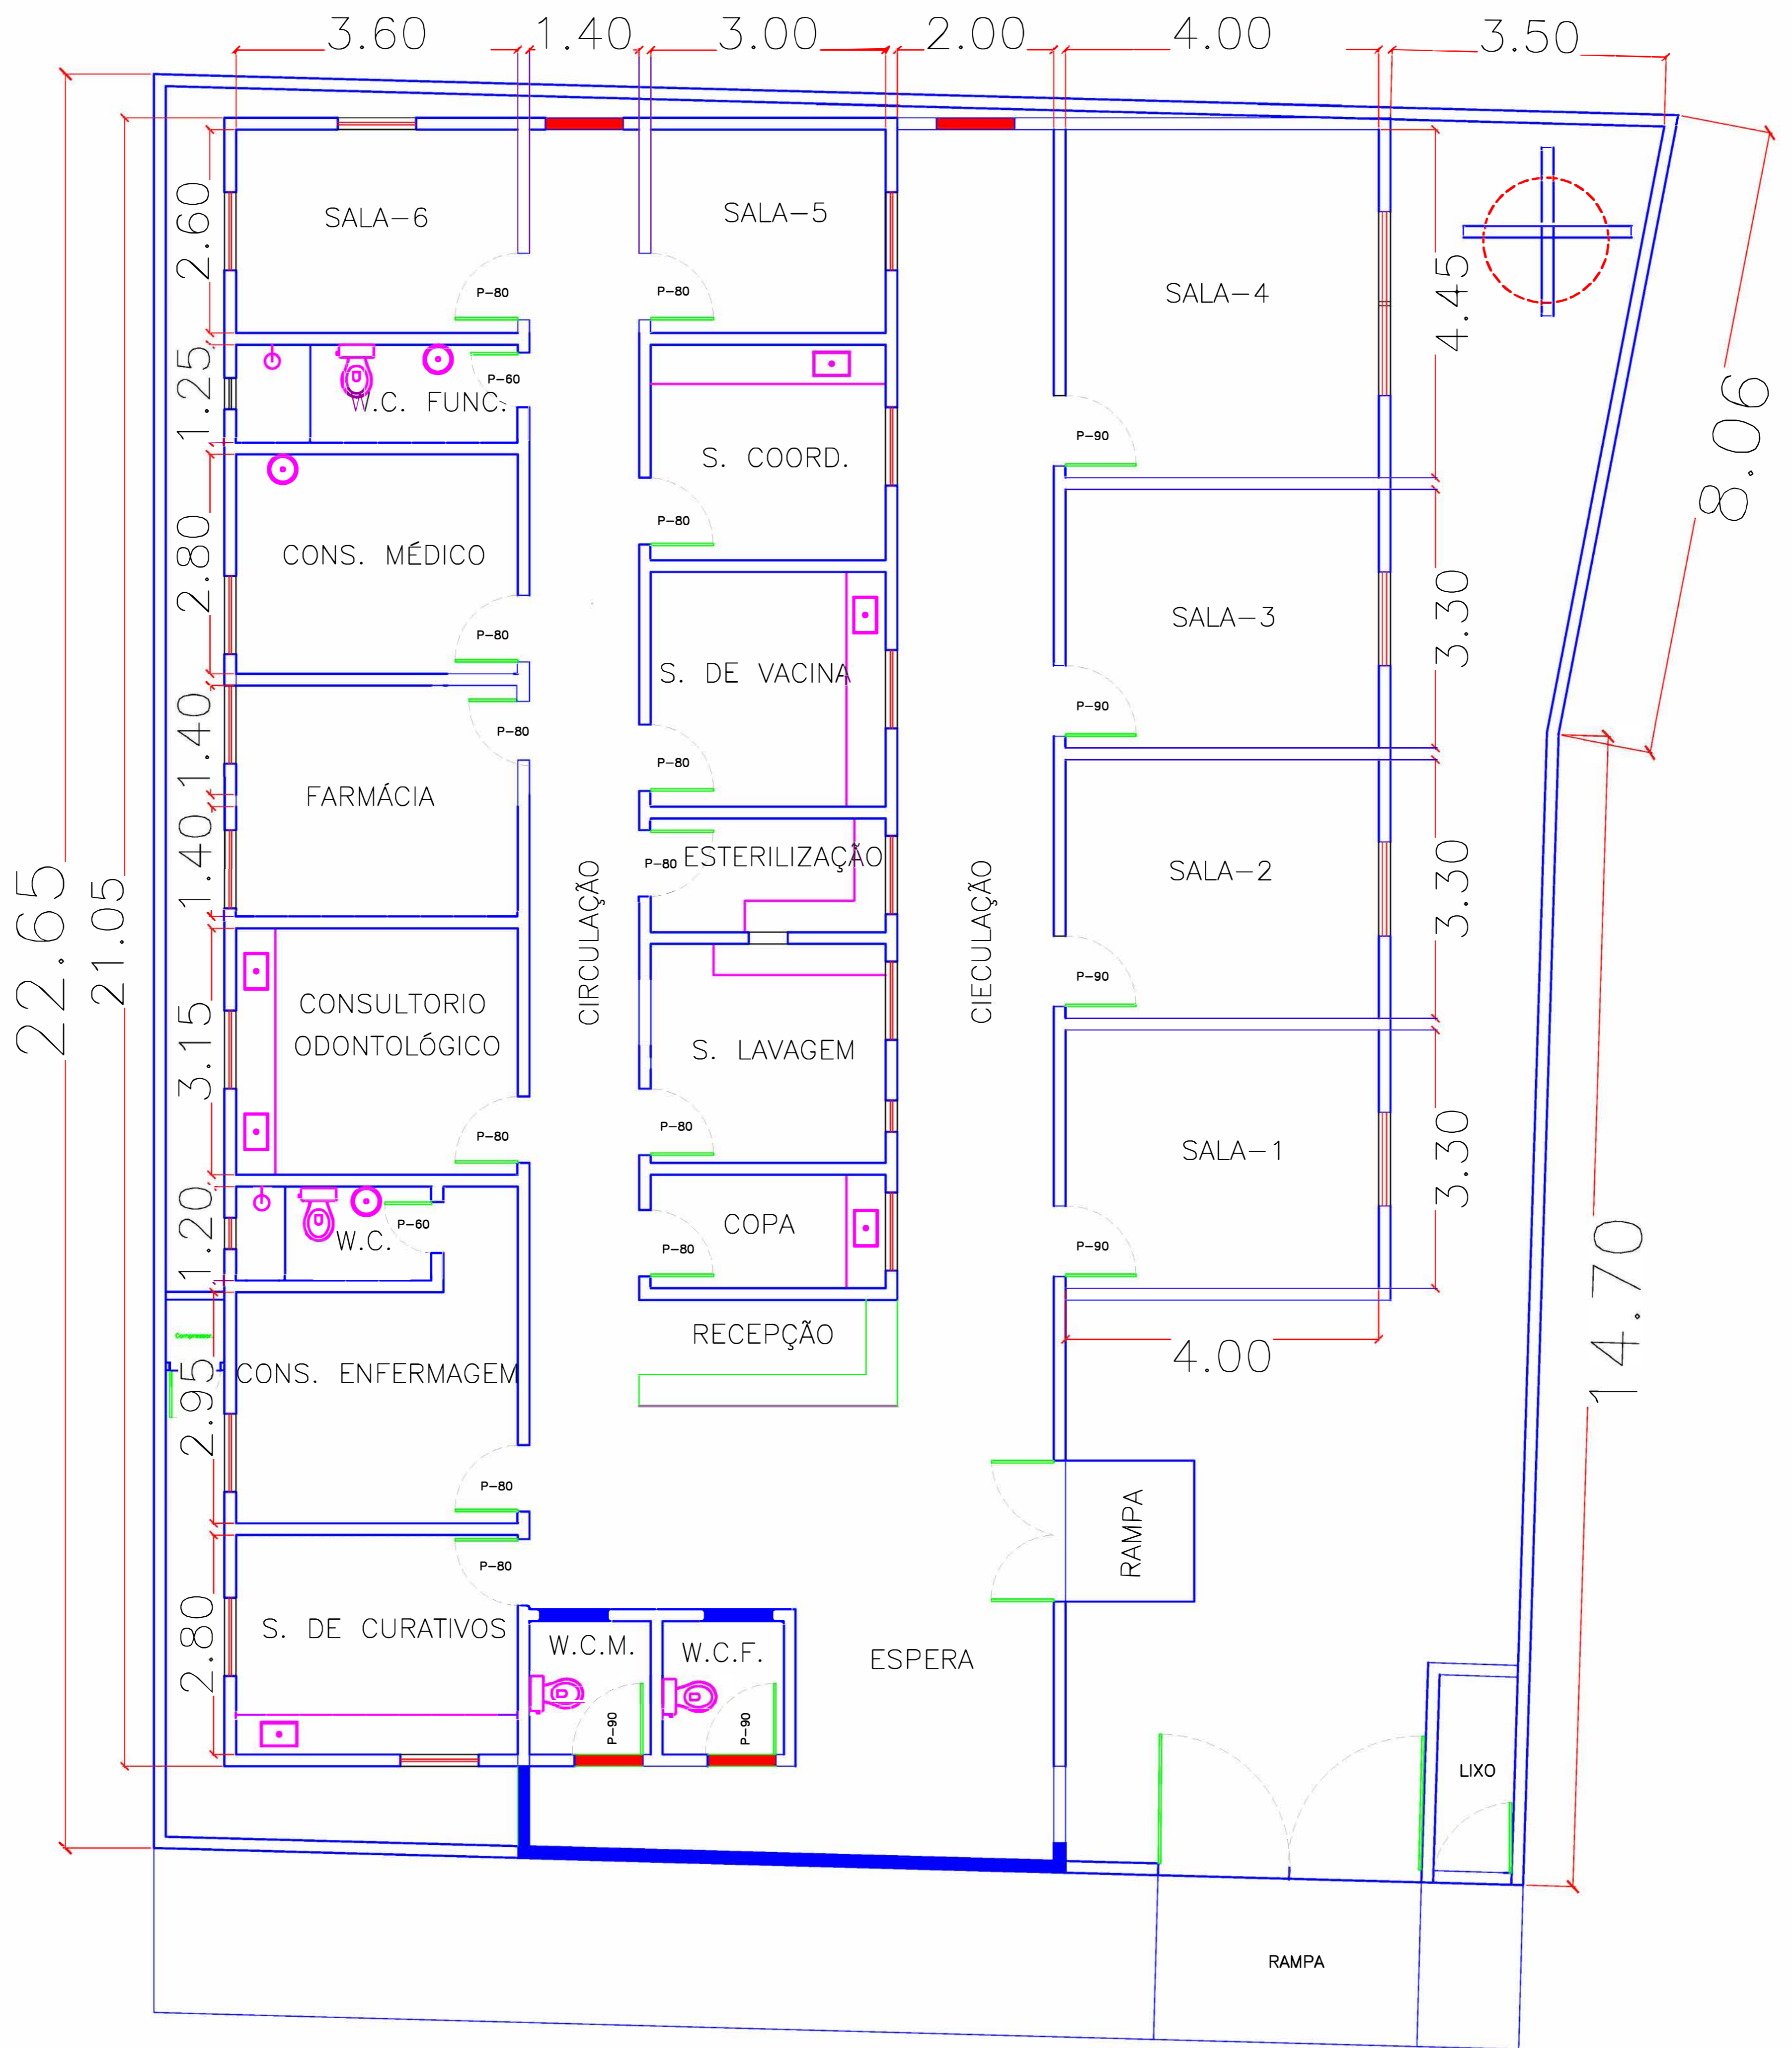 3.60 1.40 3.00 2.00 4.00 3.50
22.65
21.05
2.60
1.25
2.80
1.40
1.40
3.15
1.20
2.95
2.80
SALA-6
P-80
SALA-5
P-80
SALA-4
P-90
4.45
8.06
P-60
W.C. FUNC.
S. COORD.
P-80
CONS. MÉDICO
P-80
SALA-3
P-90
3.30
S. DE VACINA
P-80
P-80
FARMÁCIA
P-80
ESTERILIZAÇÃO
CIRCULAÇÃO
CIECULAÇÃO
SALA-2
P-90
3.30
CONSULTORIO
ODONTOLÓGICO
P-80
S. LAVAGEM
P-80
SALA-1
P-90
3.30
4.00
14.70
P-60
W.C.
COPA
P-80
RECEPÇÃO
Compressor.
CONS. ENFERMAGEM
P-80
P-80
S. DE CURATIVOS
W.C.M.
P-90
W.C.F.
P-90
ESPERA
RAMPA
LIXO
RAMPA